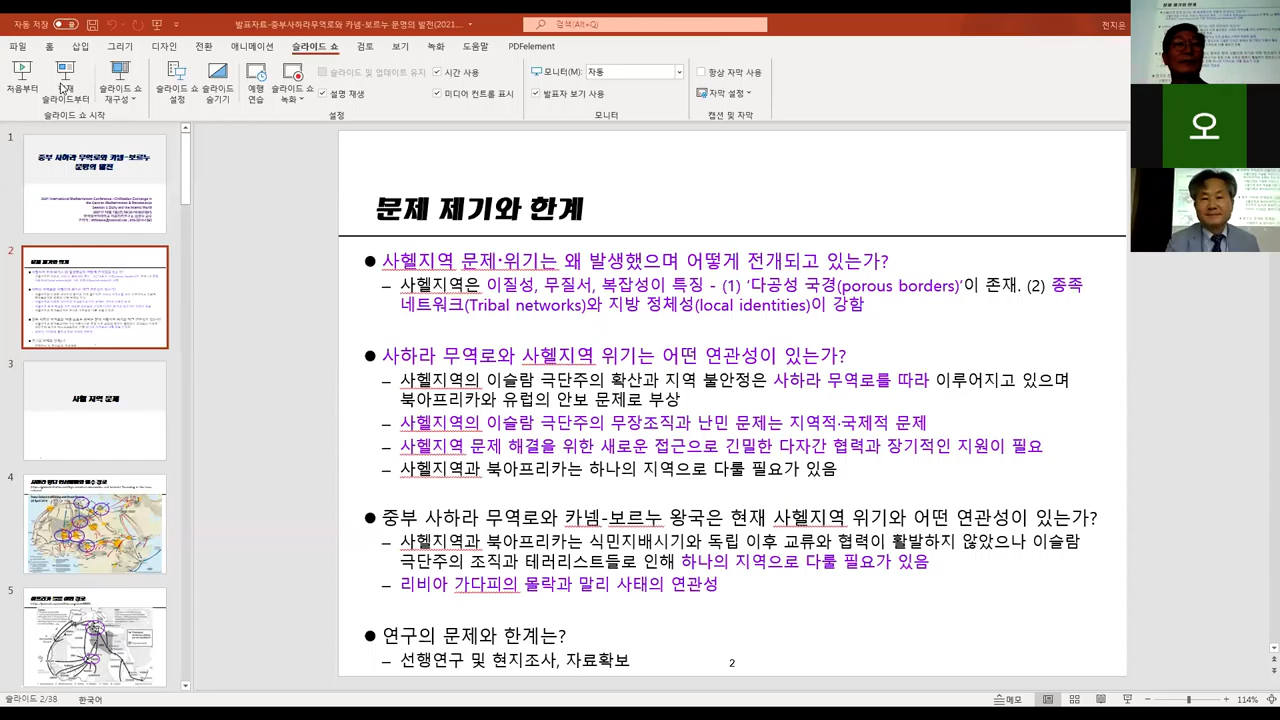 자동 저장
발표자료-중부사하라무역로와 카넴-보르누 문명의 발전(2021...
검색(Alt+Q)
전지은
파일 홈 삽입 그리기 디자인 전환 애니메이션 슬라이드 쇼 검토 보기 녹화 도움말 PDFelement
처음부터
슬라이드부터
슬라이드 쇼 재구성
슬라이드 쇼 시작
슬라이드 쇼 설정
슬라이드 숨기기
예행 연습
슬라이드 쇼 녹화
슬라이드 및 업데이트 유지
설명 재생
시간 사용
미디어 컨트롤 표시
설정
모니터(M): 자동
발표자 보기 사용
모니터
항상 자막 사용
자막 설정
캡션 및 자막
오
1
중부 사하라 무역로와 카넴-보르누
문명의 발전
2
문제 제기와 한계
3
사헬 지역 문제
4
5
문제 제기와 한계
● 사헬지역 문제·위기는 왜 발생했으며 어떻게 전개되고 있는가?
– 사헬지역은 이질성, 무질서, 복잡성이 특징 - (1) '다공성 국경(porous borders)'이 존재. (2) 종족
네트워크(Tribal networks)와 지방 정체성(local identities)이 강함
● 사하라 무역로와 사헬지역 위기는 어떤 연관성이 있는가?
– 사헬지역의 이슬람 극단주의 확산과 지역 불안정은 사하라 무역로를 따라 이루어지고 있으며
북아프리카와 유럽의 안보 문제로 부상
– 사헬지역의 이슬람 극단주의 무장조직과 난민 문제는 지역적·국제적 문제
– 사헬지역 문제 해결을 위한 새로운 접근으로 긴밀한 다자간 협력과 장기적인 지원이 필요
– 사헬지역과 북아프리카는 하나의 지역으로 다룰 필요가 있음
● 중부 사하라 무역로와 카넴-보르누 왕국은 현재 사헬지역 위기와 어떤 연관성이 있는가?
– 사헬지역과 북아프리카는 식민지배시기와 독립 이후 교류와 협력이 활발하지 않았으나 이슬람
극단주의 조직과 테러리스트들로 인해 하나의 지역으로 다룰 필요가 있음
– 리비아 가다피의 몰락과 말리 사태의 연관성
● 연구의 문제와 한계는?
– 선행연구 및 현지조사, 자료확보
2
슬라이드 2/38 한국어
메모
114%